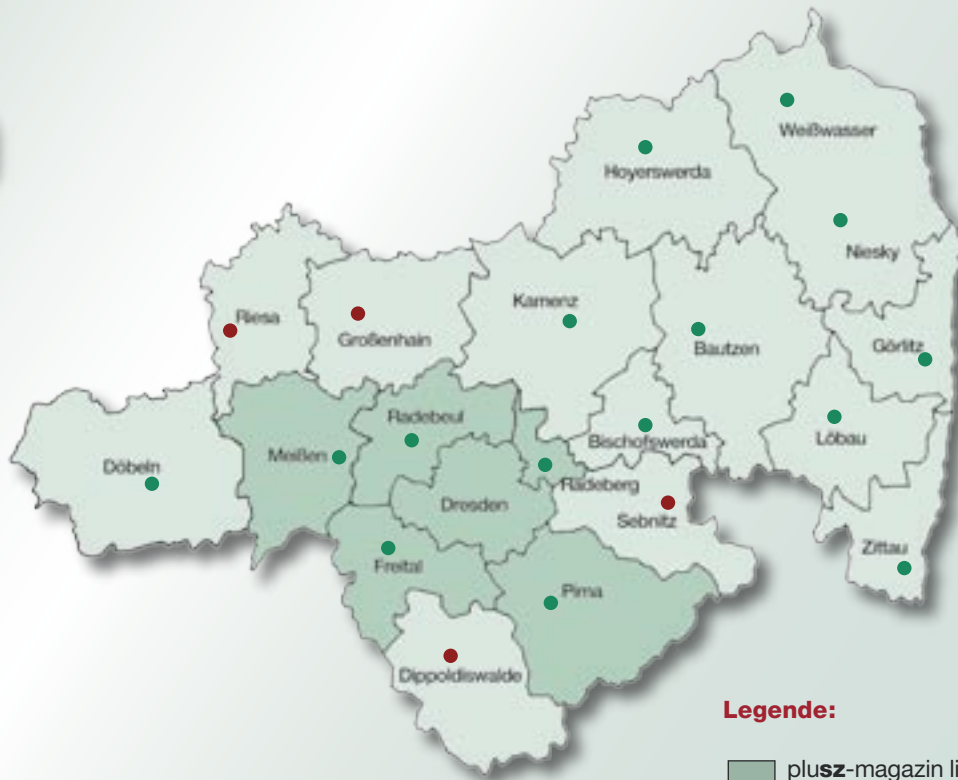 Weißwasser
Hoyerswerda
Niesky
Kamenz
Riesa
Großenhain
Bautzen
Görlitz
Radebeul
Bischofswerda
Löbau
Meißen
Döbeln
Radeberg
Dresden
Sebnitz
Zittau
Freital
Pirna
Dippoldiswalde
Legende:
plusz-magazin li